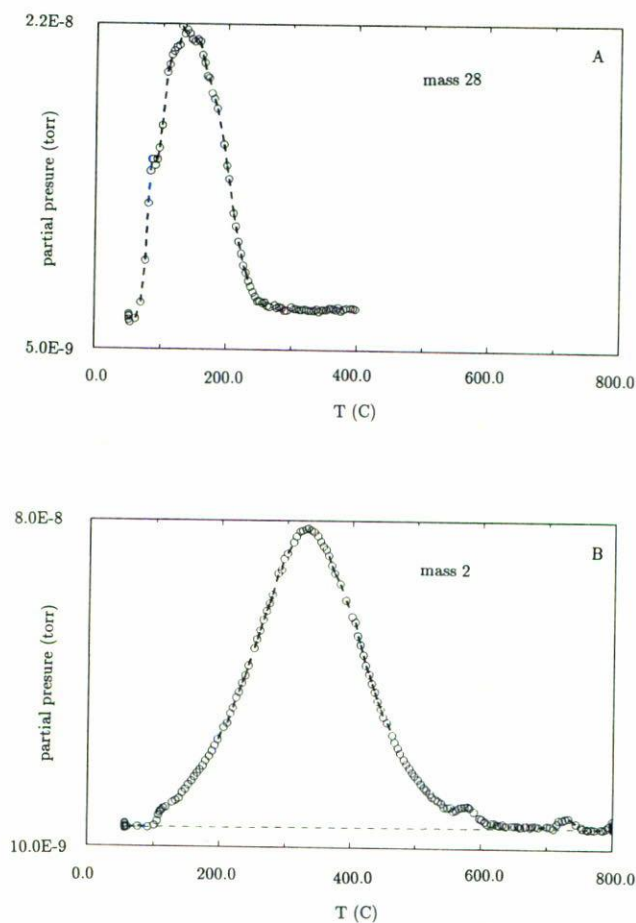 2.2E-8
A
mass 28
partial presure (torr)
5.0E-9
0.0 200.0 400.0 600.0 800.0
T (C)
8.0E-8
B
mass 2
partial presure (torr)
10.0E-9
0.0 200.0 400.0 600.0 800.0
T (C)